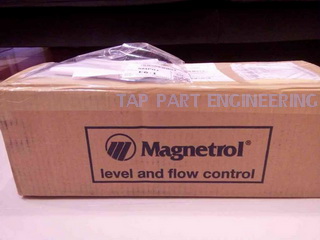 TAP PART ENGINEERING
Magnetrol®
level and flow control